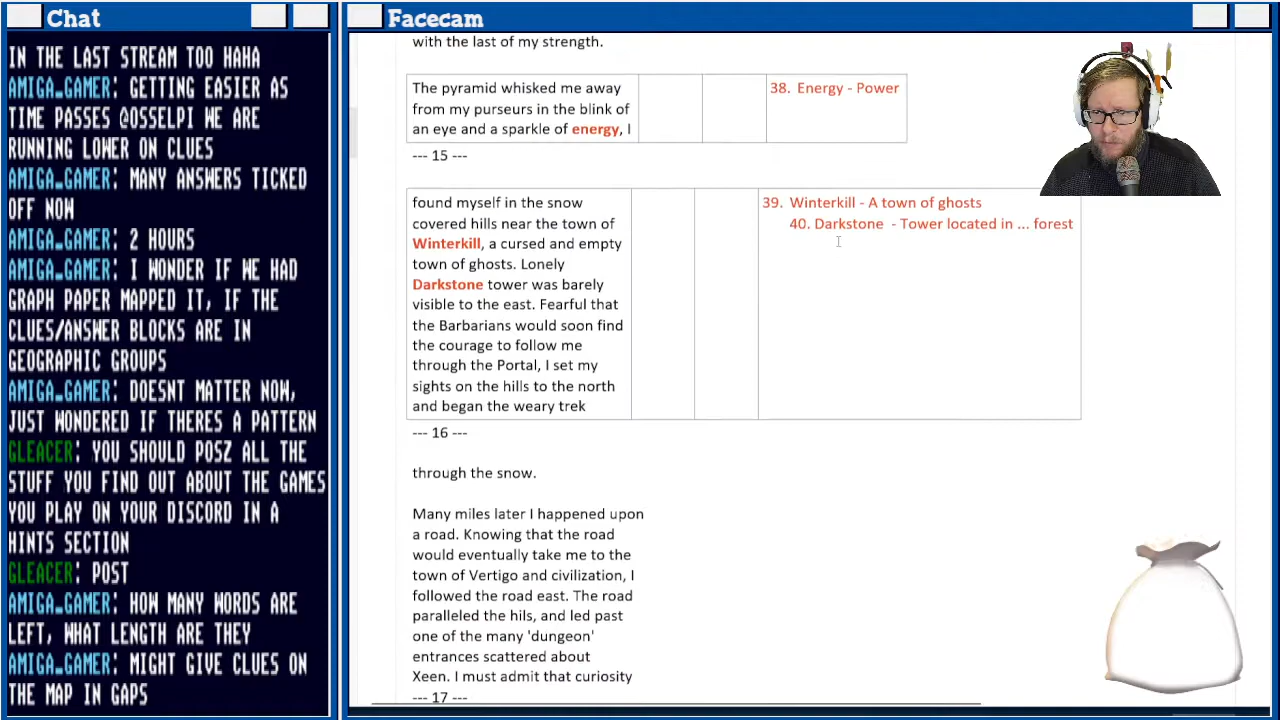 Chat
IN THE LAST STREAM TOO HAHA
AMIGA_GAMER: GETTING EASIER AS
TIME PASSES @OSSELPI WE ARE
RUNNING LOWER ON CLUES
AMIGA_GAMER: MANY ANSWERS TICKED
OFF NOW
AMIGA_GAMER: 2 HOURS
AMIGA_GAMER: I WONDER IF WE HAD
GRAPH PAPER MAPPED IT, IF THE
CLUES/ANSWER BLOCKS ARE IN
GEOGRAPHIC GROUPS
AMIGA_GAMER: DOESNT MATTER NOW,
JUST WONDERED IF THERES A PATTERN
GLEACER: YOU SHOULD POSZ ALL THE
STUFF YOU FIND OUT ABOUT THE GAMES
YOU PLAY ON YOUR DISCORD IN A
HINTS SECTION
GLEACER: POST
AMIGA_GAMER: HOW MANY WORDS ARE
LEFT, WHAT LENGTH ARE THEY
AMIGA_GAMER: MIGHT GIVE CLUES ON
THE MAP IN GAPS
Facecam
with the last of my strength.
The pyramid whisked me away
from my purseurs in the blink of
an eye and a sparkle of energy, I
38. Energy - Power
--- 15 ---
found myself in the snow
covered hills near the town of
Winterkill, a cursed and empty
town of ghosts. Lonely
Darkstone tower was barely
visible to the east. Fearful that
the Barbarians would soon find
the courage to follow me
through the Portal, I set my
sights on the hills to the north
and began the weary trek
39. Winterkill - A town of ghosts
40. Darkstone - Tower located in ... forest
--- 16 ---
through the snow.
Many miles later I happened upon
a road. Knowing that the road
would eventually take me to the
town of Vertigo and civilization, I
followed the road east. The road
paralleled the hils, and led past
one of the many 'dungeon'
entrances scattered about
Xeen. I must admit that curiosity
--- 17 ---